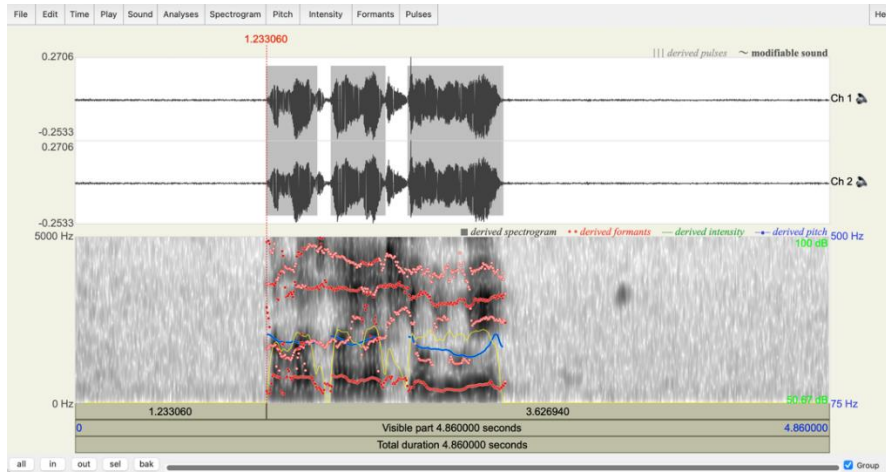 File Edit Time Play Sound Analyses Spectrogram Pitch Intensity Formants Pulses He
1.233060
0.2706
||| derived pulses ~ modifiable sound
Ch 1
-0.2533
0.2706
Ch 2
-0.2533
5000 Hz
derived spectrogram derived formants derived intensity derived pitch
500 Hz
100 dB
50.67 dB
0 Hz
75 Hz
1.233060 3.626940
0 Visible part 4.860000 seconds 4.860000
Total duration 4.860000 seconds
all in out sel bak Group